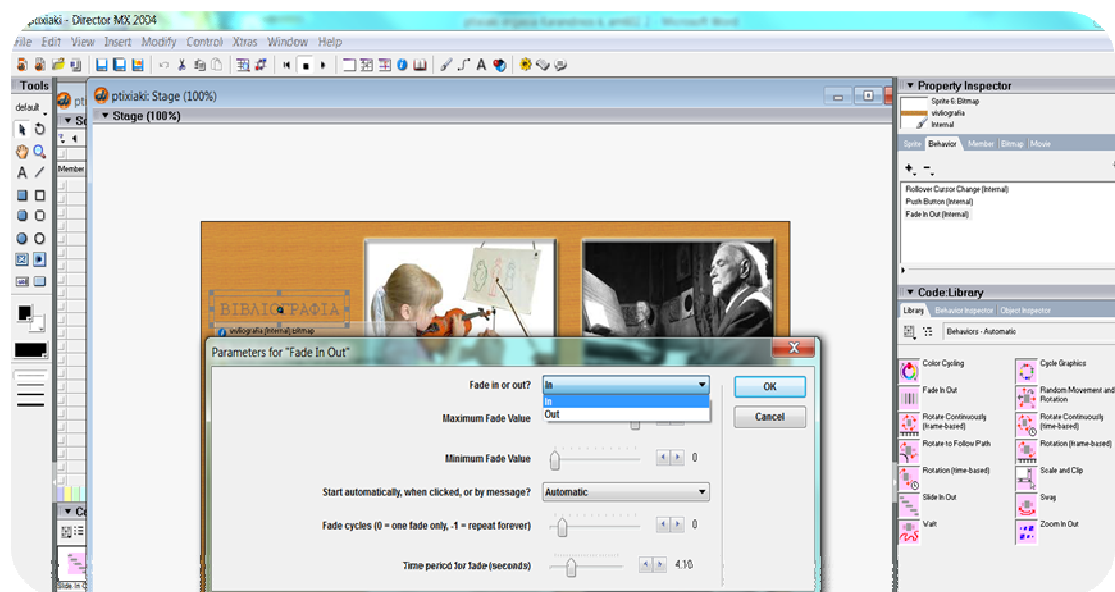 ptixiaki - Director MX 2004
File Edit View Insert Modify Control Xtras Window Help
Tools
default
ptixiaki: Stage (100%)
Stage (100%)
Member
ΒΙΒΛΙΟΓΡΑΦΙΑ
vivliografia (Internal) Bitmap
Parameters for "Fade In Out"
Fade in or out?
In
In
Out
OK
Cancel
Maximum Fade Value
Minimum Fade Value
0
Start automatically, when clicked, or by message?
Automatic
Fade cycles (0 = one fade only, -1 = repeat forever)
0
Time period for fade (seconds)
Property Inspector
Sprite 6: Bitmap
vivliografia
Internal
Sprite Behavior Member Bitmap Movie
Rollover Cursor Change (Internal)
Push Button (Internal)
Fade In Out (Internal)
Code:Library
Library Behavior Inspector Object Inspector
Behaviors - Automatic
Color Cycling
Cycle Graphics
Fade In Out
Random Movement and
Rotation
Rotate Continuously
(frame-based)
Rotate Continuously
(time-based)
Rotate to Follow Path
Rotation (frame-based)
Rotation (time-based)
Scale and Clip
Slide In Out
Sway
Wait
Zoom In Out